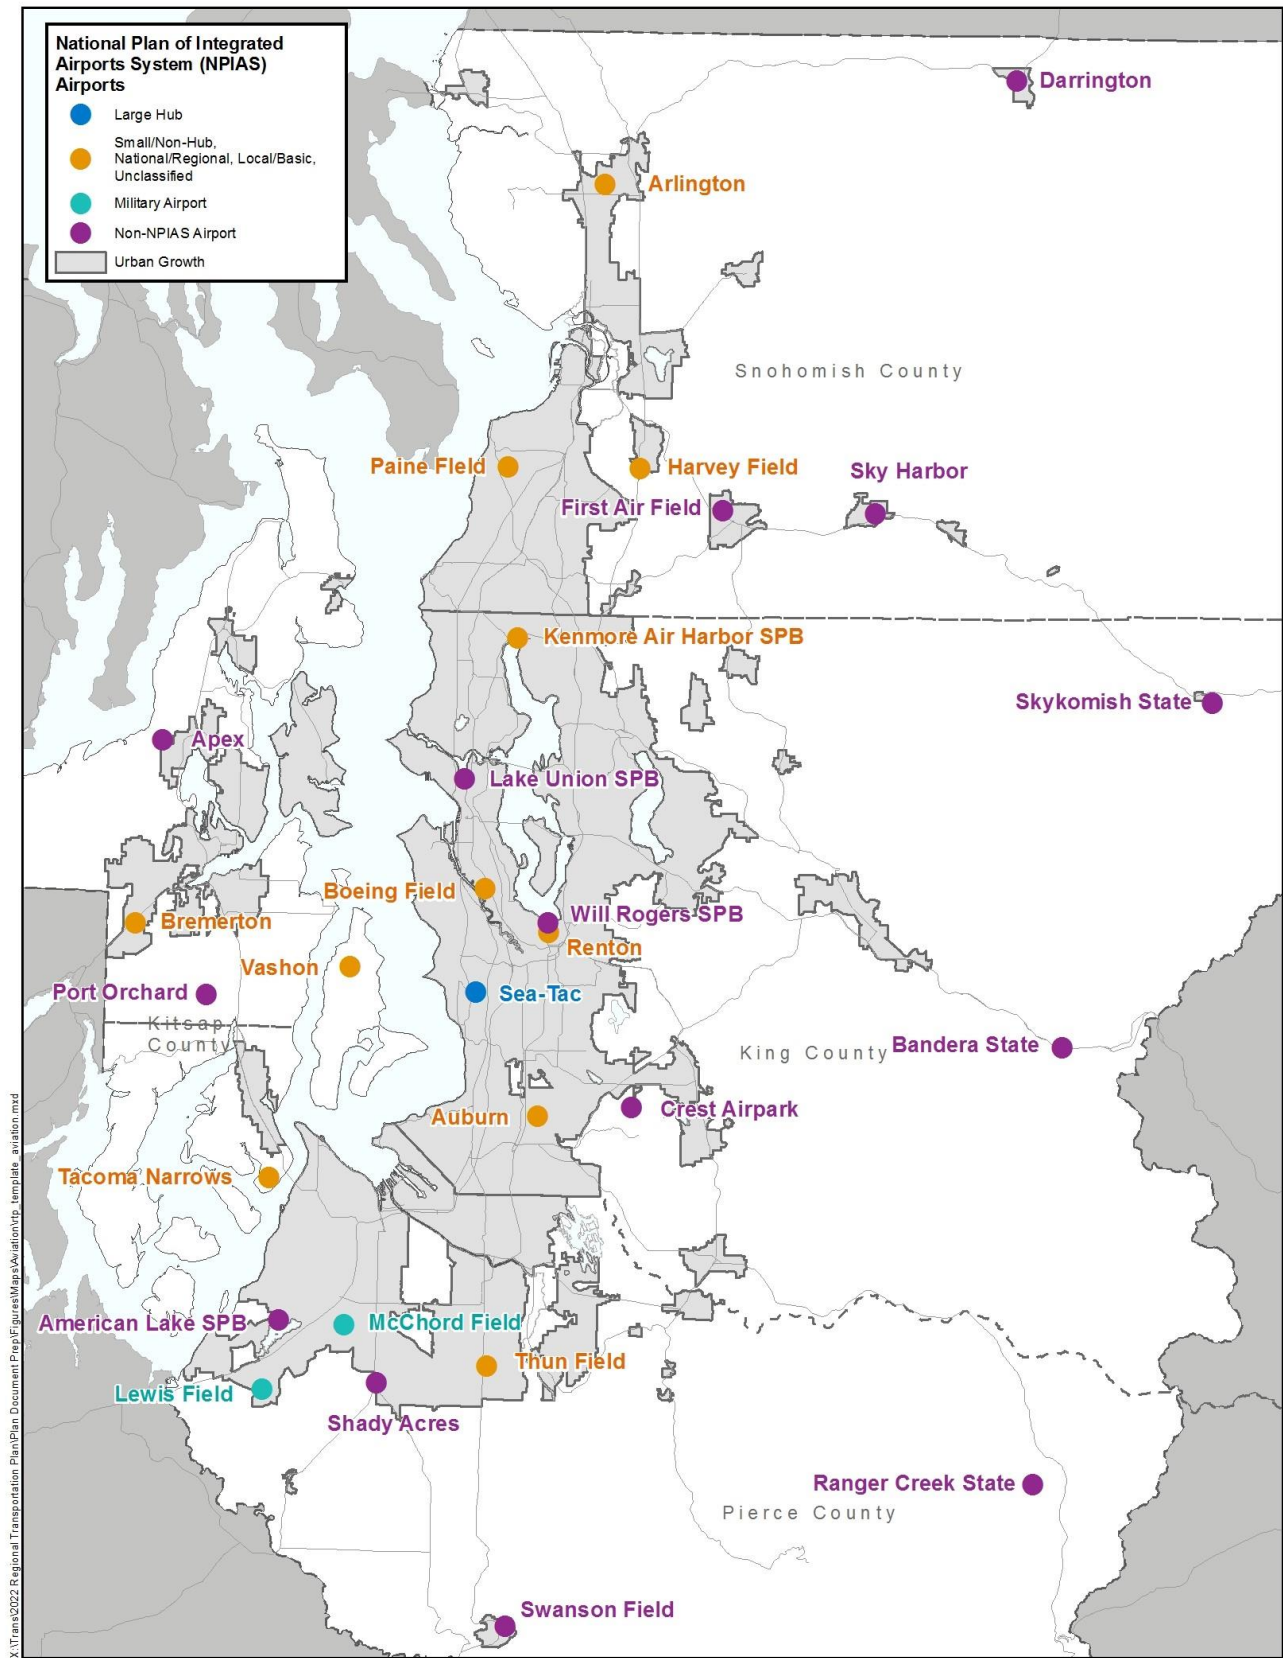 National Plan of Integrated
Airports System (NPIAS)
Airports
Large Hub
Small/Non-Hub,
National/Regional, Local/Basic,
Unclassified
Military Airport
Non-NPIAS Airport
Urban Growth
Darrington
Arlington
Snohomish County
Paine FIeld
Harvey Field
Sky Harbor
First Air Field
Kenmore Air Harbor SPB
Skykomish State
Apex
Lake Union SPB
Boeing Field
Will Rogers SPB
Bremerton
Renton
Vashon
Port Orchard
Sea-Tac
Kitsap
County
King County
Bandera State
Auburn
Crest Airpark
Tacoma Narrows
American Lake SPB
McChord Field
Thun Field
Lewis Field
Shady Acres
Ranger Creek State
Pierce County
Swanson Field
X:\Trans\2022 Regional Transportation Plan\Plan Document Prep\Figures\Maps\Aviation\rtp_template_aviation.mxd